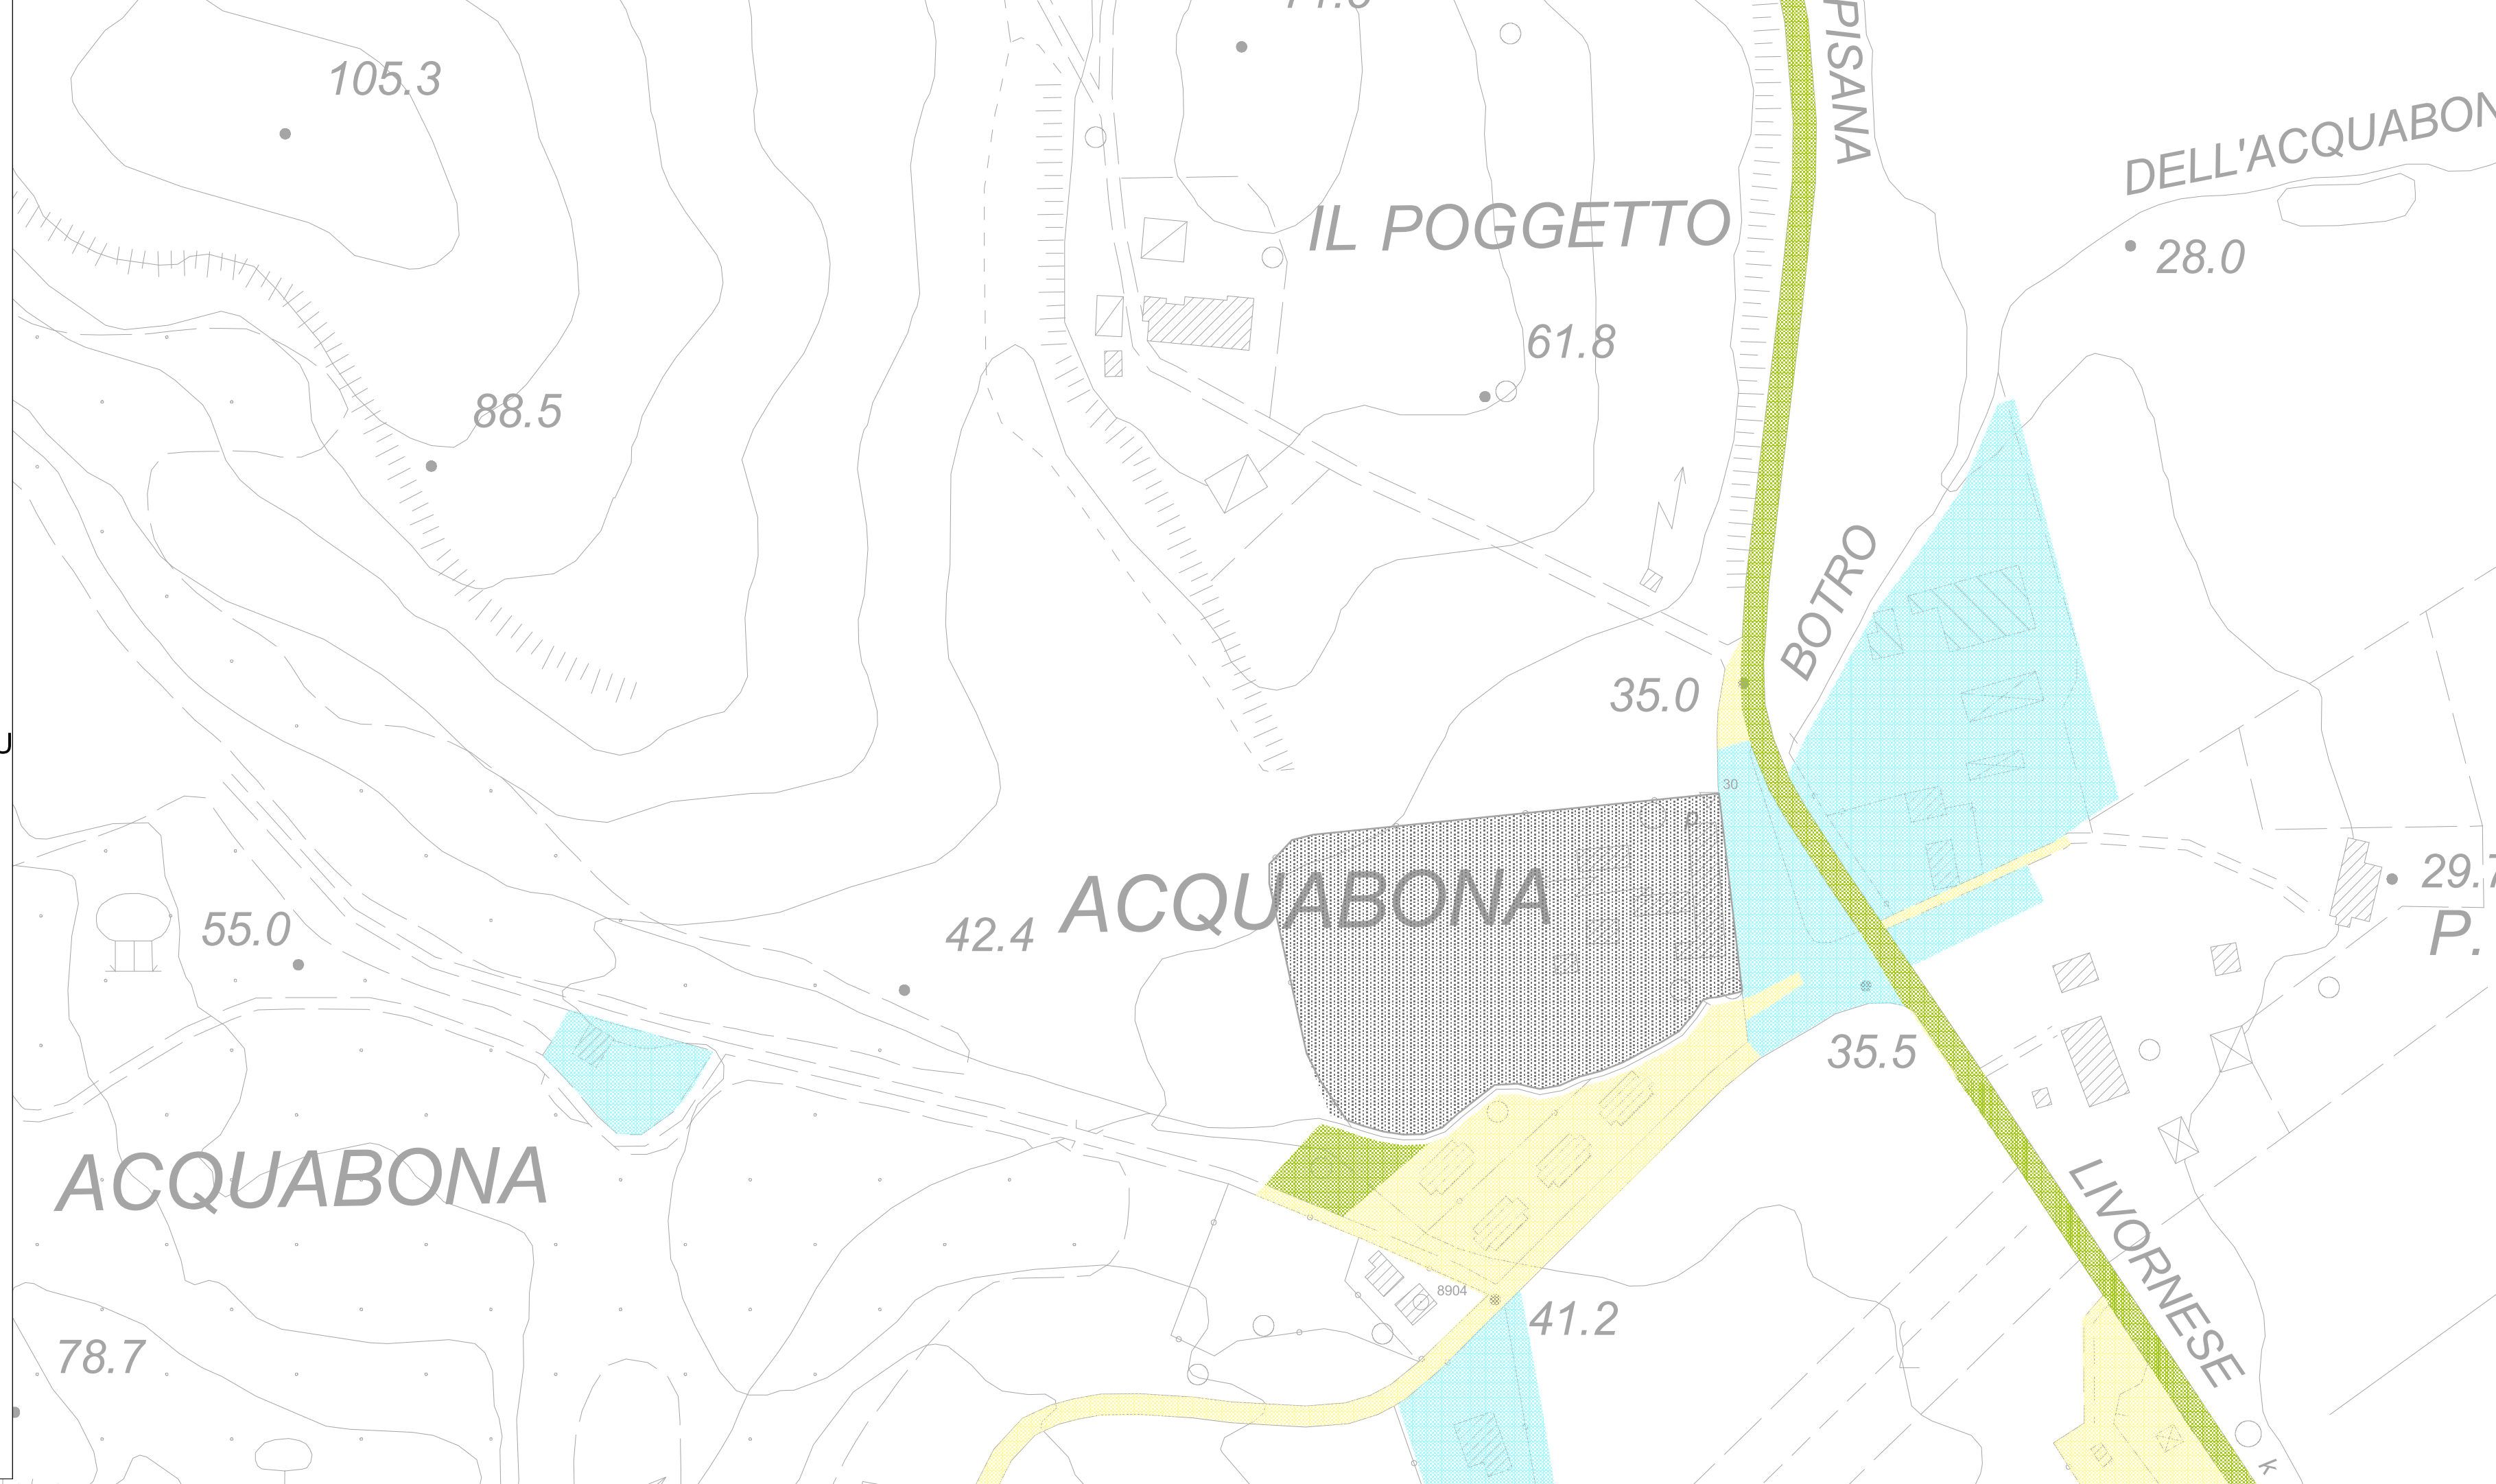 105.3
PISANA
DELL'ACQUABON
IL POGGETTO
28.0
61.8
88.5
BOTRO
35.0
U
30
ACQUABONA
29.7
55.0
42.4
P.
35.5
ACQUABONA
LIVORNESE
8904
41.2
78.7
k